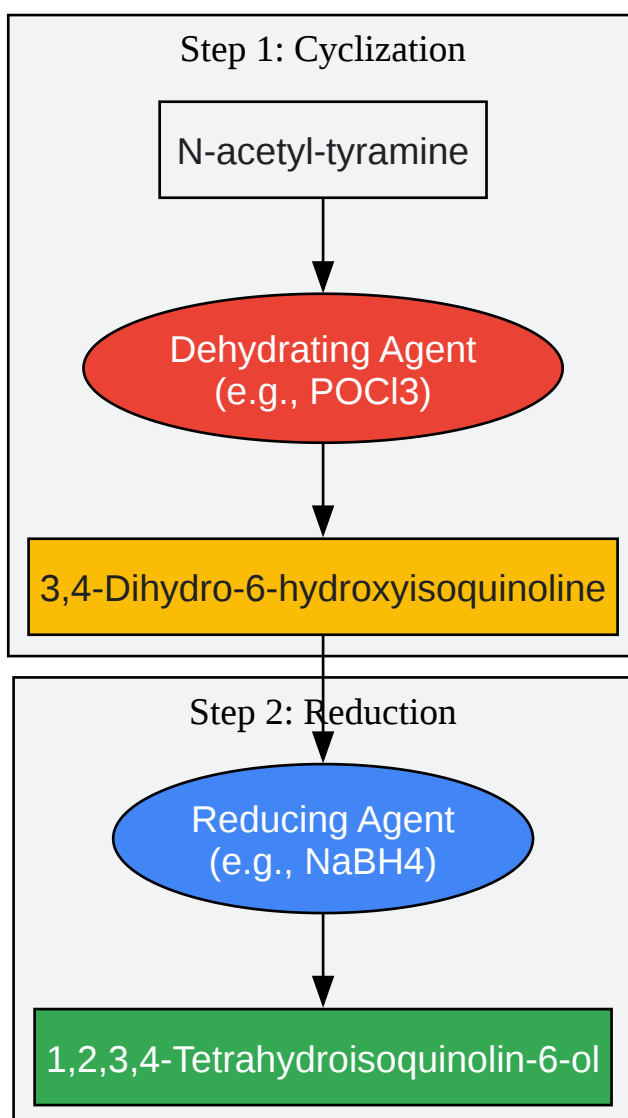 Step 1: Cyclization
N-acetyl-tyramine
Dehydrating Agent
(e.g., POCl3)
3,4-Dihydro-6-hydroxyisoquinoline
Step 2: Reduction
Reducing Agent
(e.g., NaBH4)
1,2,3,4-Tetrahydroisoquinolin-6-ol